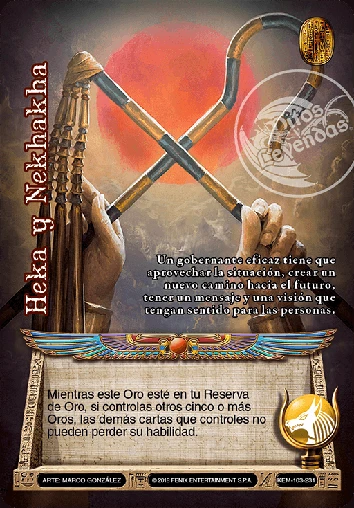 Heka y Nekhakha
Mitos y
Leyendas
Un gobernante eficaz tiene que
aprovechar la situación, crear un
nuevo camino hacia el futuro,
tener un mensaje y una visión que
tengan sentido para las personas.
Mientras este Oro esté en tu Reserva
de Oro, si controlas otros cinco o más
Oros, las demás cartas que controles no
pueden perder su habilidad.
ARTE: MARCO GONZÁLEZ
KEM-103-231